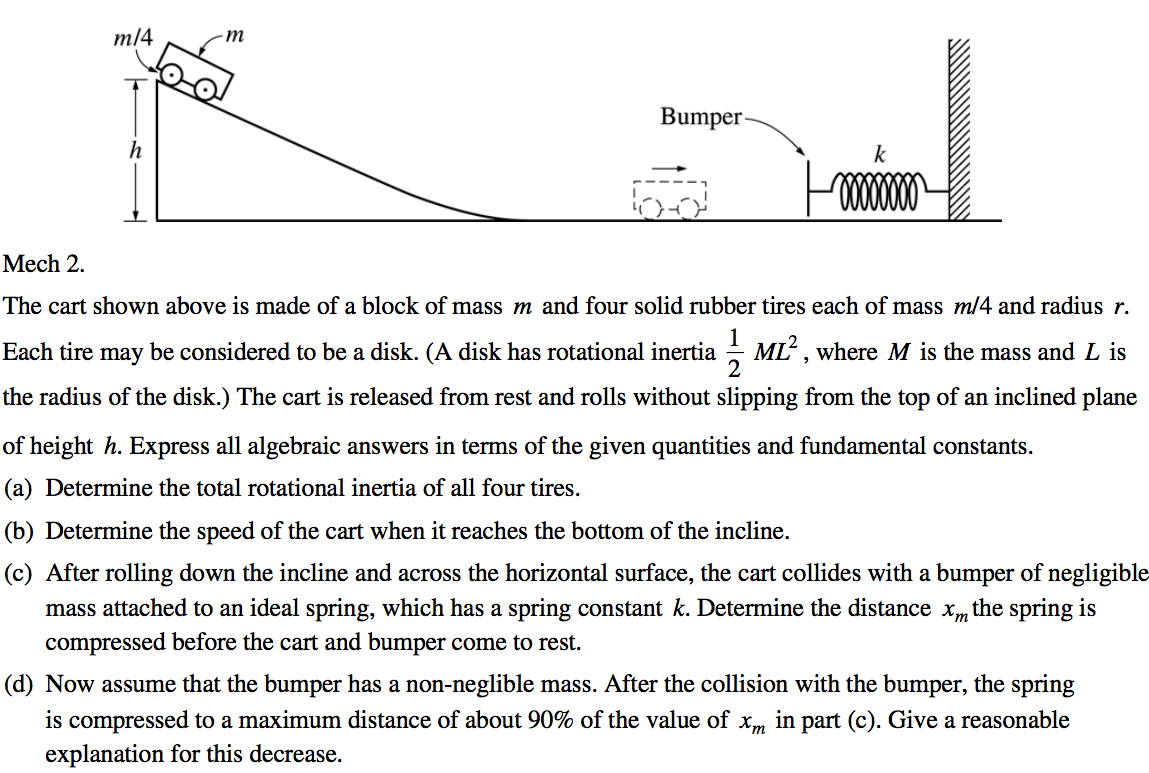 m/4
m
h
Bumper
k
Mech 2.
The cart shown above is made of a block of mass m and four solid rubber tires each of mass m/4 and radius r.
Each tire may be considered to be a disk. (A disk has rotational inertia 1/2 ML², where M is the mass and L is
the radius of the disk.) The cart is released from rest and rolls without slipping from the top of an inclined plane
of height h. Express all algebraic answers in terms of the given quantities and fundamental constants.
(a) Determine the total rotational inertia of all four tires.
(b) Determine the speed of the cart when it reaches the bottom of the incline.
(c) After rolling down the incline and across the horizontal surface, the cart collides with a bumper of negligible
mass attached to an ideal spring, which has a spring constant k. Determine the distance xₘ the spring is
compressed before the cart and bumper come to rest.
(d) Now assume that the bumper has a non-neglible mass. After the collision with the bumper, the spring
is compressed to a maximum distance of about 90% of the value of xₘ in part (c). Give a reasonable
explanation for this decrease.